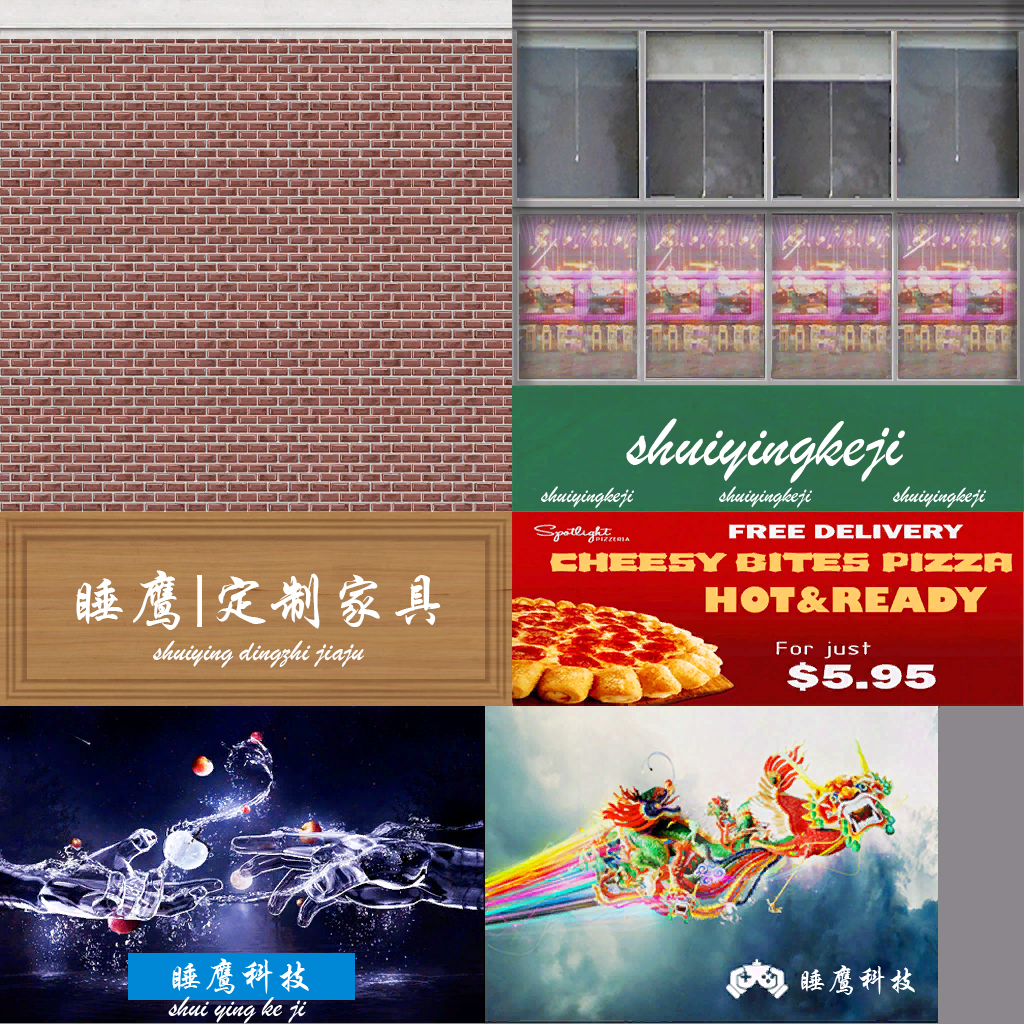 shuiyingkeji
shuiyingkeji shuiyingkeji shuiyingkeji
睡鹰|定制家具
shuiying dingzhi jiaju
Spotlight
PIZZERIA
FREE DELIVERY
CHEESY BITES PIZZA
HOT&READY
For just
$5.95
睡鹰科技
shui ying ke ji
睡鹰科技